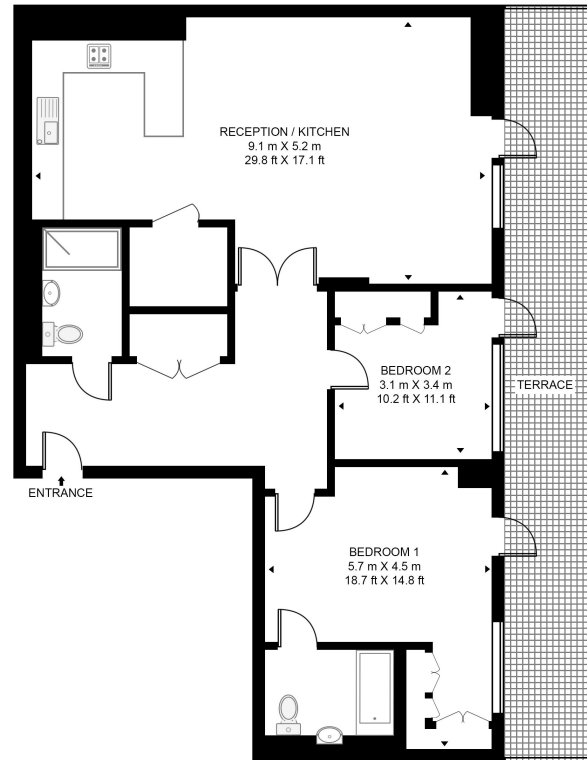 RECEPTION / KITCHEN
9.1 m X 5.2 m
29.8 ft X 17.1 ft
BEDROOM 2
3.1 m X 3.4 m
10.2 ft X 11.1 ft
TERRACE
ENTRANCE
BEDROOM 1
5.7 m X 4.5 m
18.7 ft X 14.8 ft